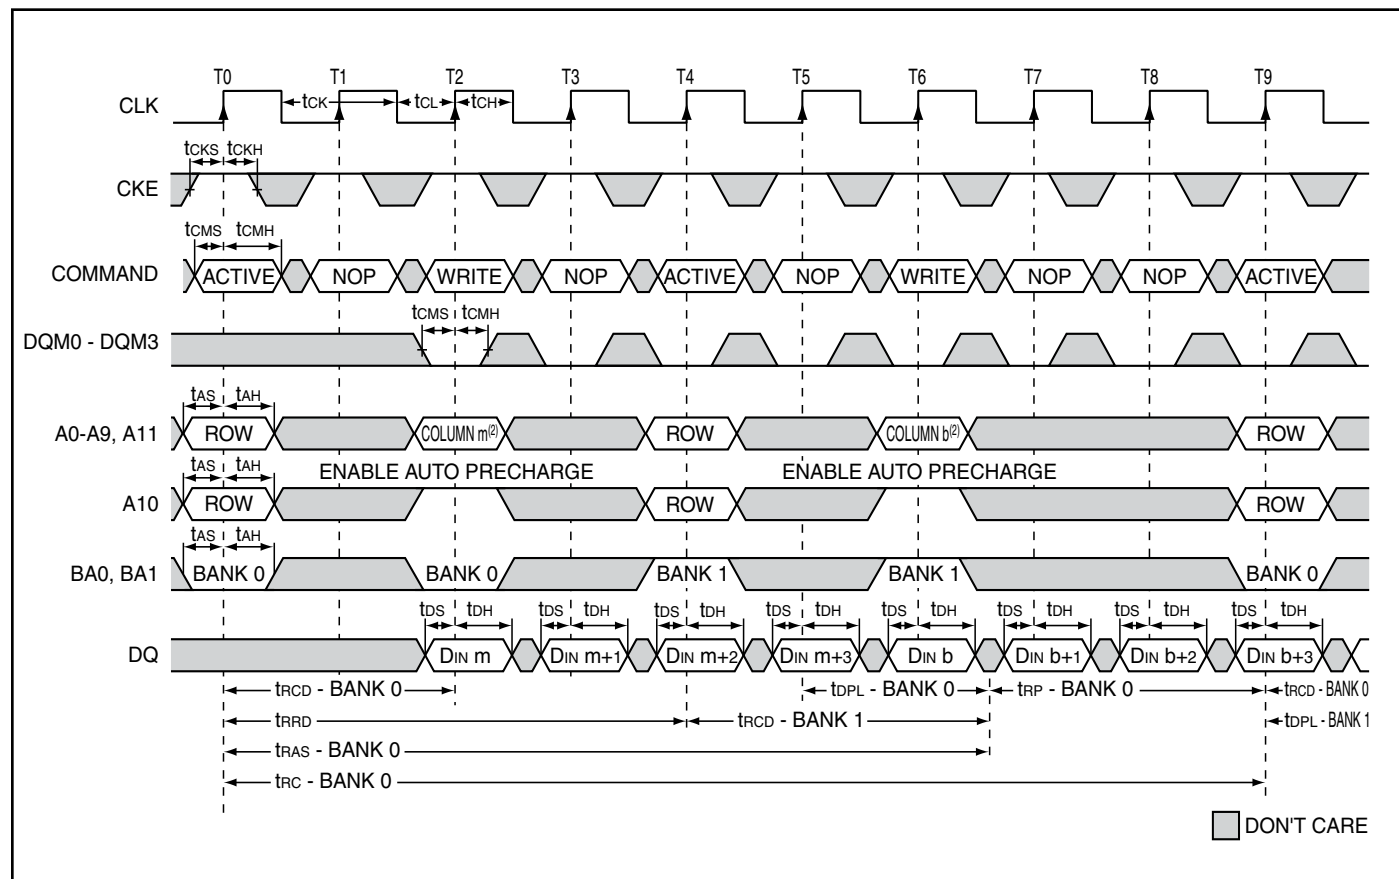 T0 T1 T2 T3 T4 T5 T6 T7 T8 T9
CLK tCK tCL tCH
tCKS tCKH
CKE
tCMS tCMH
COMMAND ACTIVE NOP WRITE NOP ACTIVE NOP WRITE NOP NOP ACTIVE
tCMS tCMH
DQM0 - DQM3
tAS tAH
A0-A9, A11 ROW COLUMN m(2) ROW COLUMN b(2) ROW
tAS tAH ENABLE AUTO PRECHARGE ENABLE AUTO PRECHARGE
A10 ROW ROW ROW
tAS tAH
BA0, BA1 BANK 0 BANK 0 BANK 1 BANK 1 BANK 0
tDS tDH tDS tDH tDS tDH tDS tDH tDS tDH tDS tDH tDS tDH tDS tDH
DQ DIN m DIN m+1 DIN m+2 DIN m+3 DIN b DIN b+1 DIN b+2 DIN b+3
tRCD - BANK 0 tDPL - BANK 0 tRP - BANK 0 tRCD - BANK 0
tRRD tRCD - BANK 1 tDPL - BANK 1
tRAS - BANK 0
tRC - BANK 0
DON'T CARE